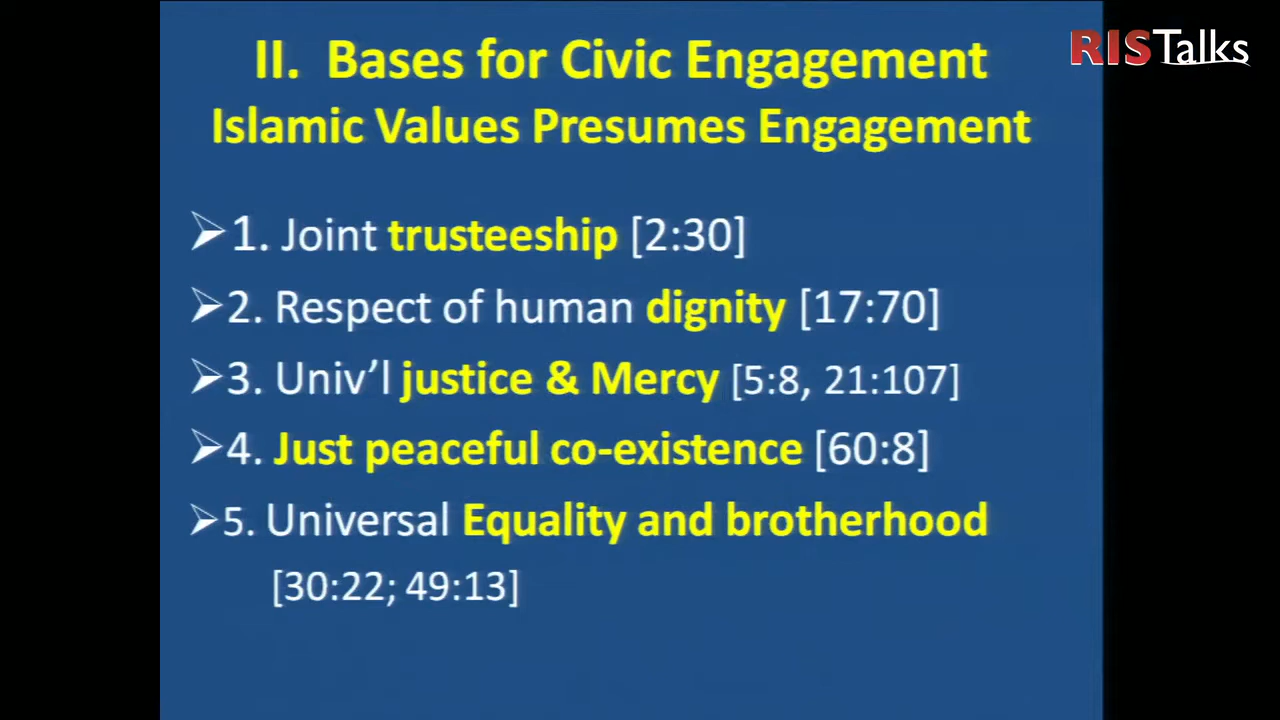 RISTalks
II. Bases for Civic Engagement
Islamic Values Presumes Engagement
➢1. Joint trusteeship [2:30]
➢2. Respect of human dignity [17:70]
➢3. Univ’l justice & Mercy [5:8, 21:107]
➢4. Just peaceful co-existence [60:8]
➢5. Universal Equality and brotherhood
[30:22; 49:13]